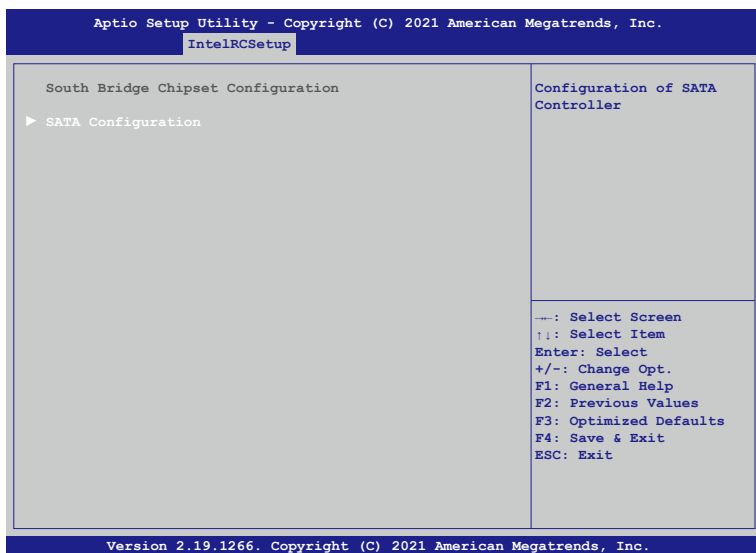 Aptio Setup Utility - Copyright (C) 2021 American Megatrends, Inc.
IntelRCSetup
South Bridge Chipset Configuration
► SATA Configuration
Configuration of SATA
Controller
→←: Select Screen
↑↓: Select Item
Enter: Select
+/-: Change Opt.
F1: General Help
F2: Previous Values
F3: Optimized Defaults
F4: Save & Exit
ESC: Exit
Version 2.19.1266. Copyright (C) 2021 American Megatrends, Inc.